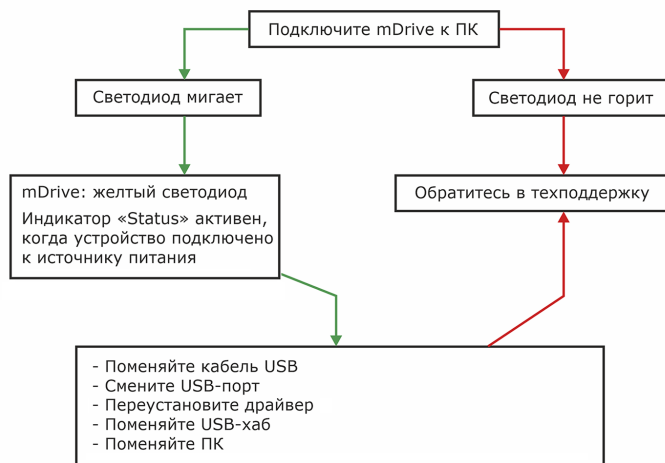 Подключите mDrive к ПК
Светодиод мигает
Светодиод не горит
mDrive: желтый светодиод
Индикатор «Status» активен,
когда устройство подключено
к источнику питания
Обратитесь в техподдержку
- Поменяйте кабель USB
- Смените USB-порт
- Переустановите драйвер
- Поменяйте USB-хаб
- Поменяйте ПК